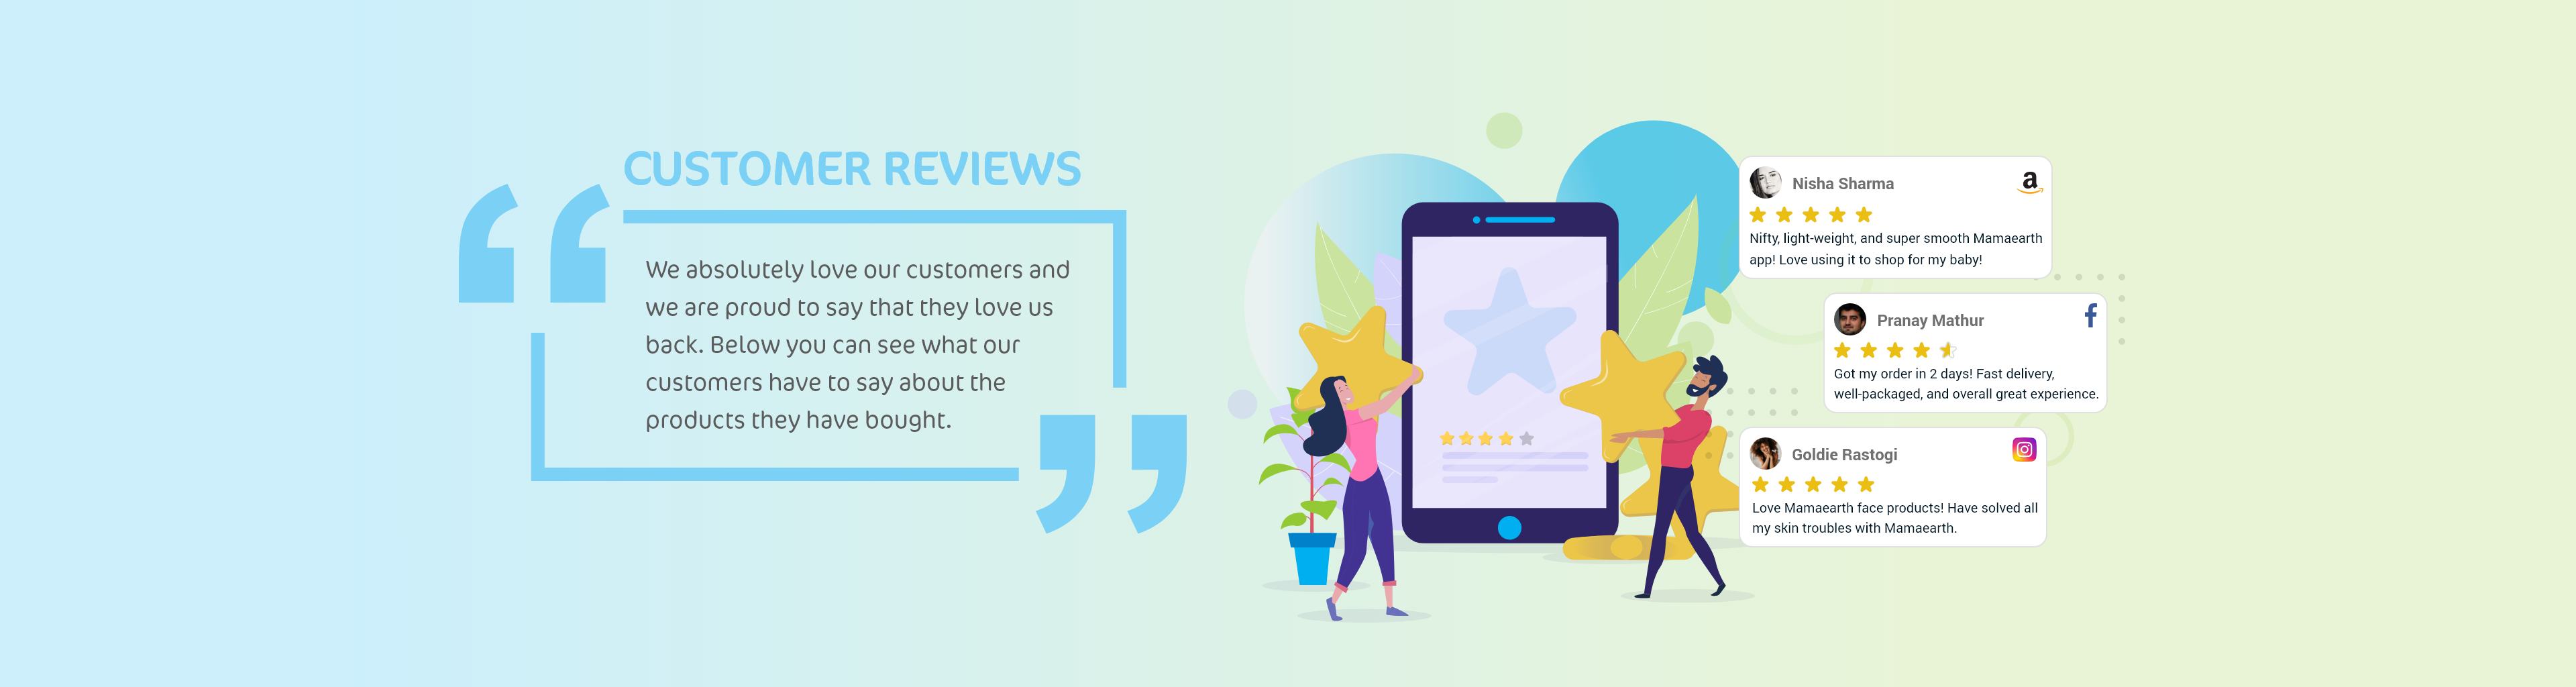 CUSTOMER REVIEWS
We absolutely love our customers and
we are proud to say that they love us
back. Below you can see what our
customers have to say about the
products they have bought.
Nisha Sharma
Nifty, light-weight, and super smooth Mamaearth
app! Love using it to shop for my baby!
Pranay Mathur
Got my order in 2 days! Fast delivery,
well-packaged, and overall great experience.
Goldie Rastogi
Love Mamaearth face products! Have solved all
my skin troubles with Mamaearth.